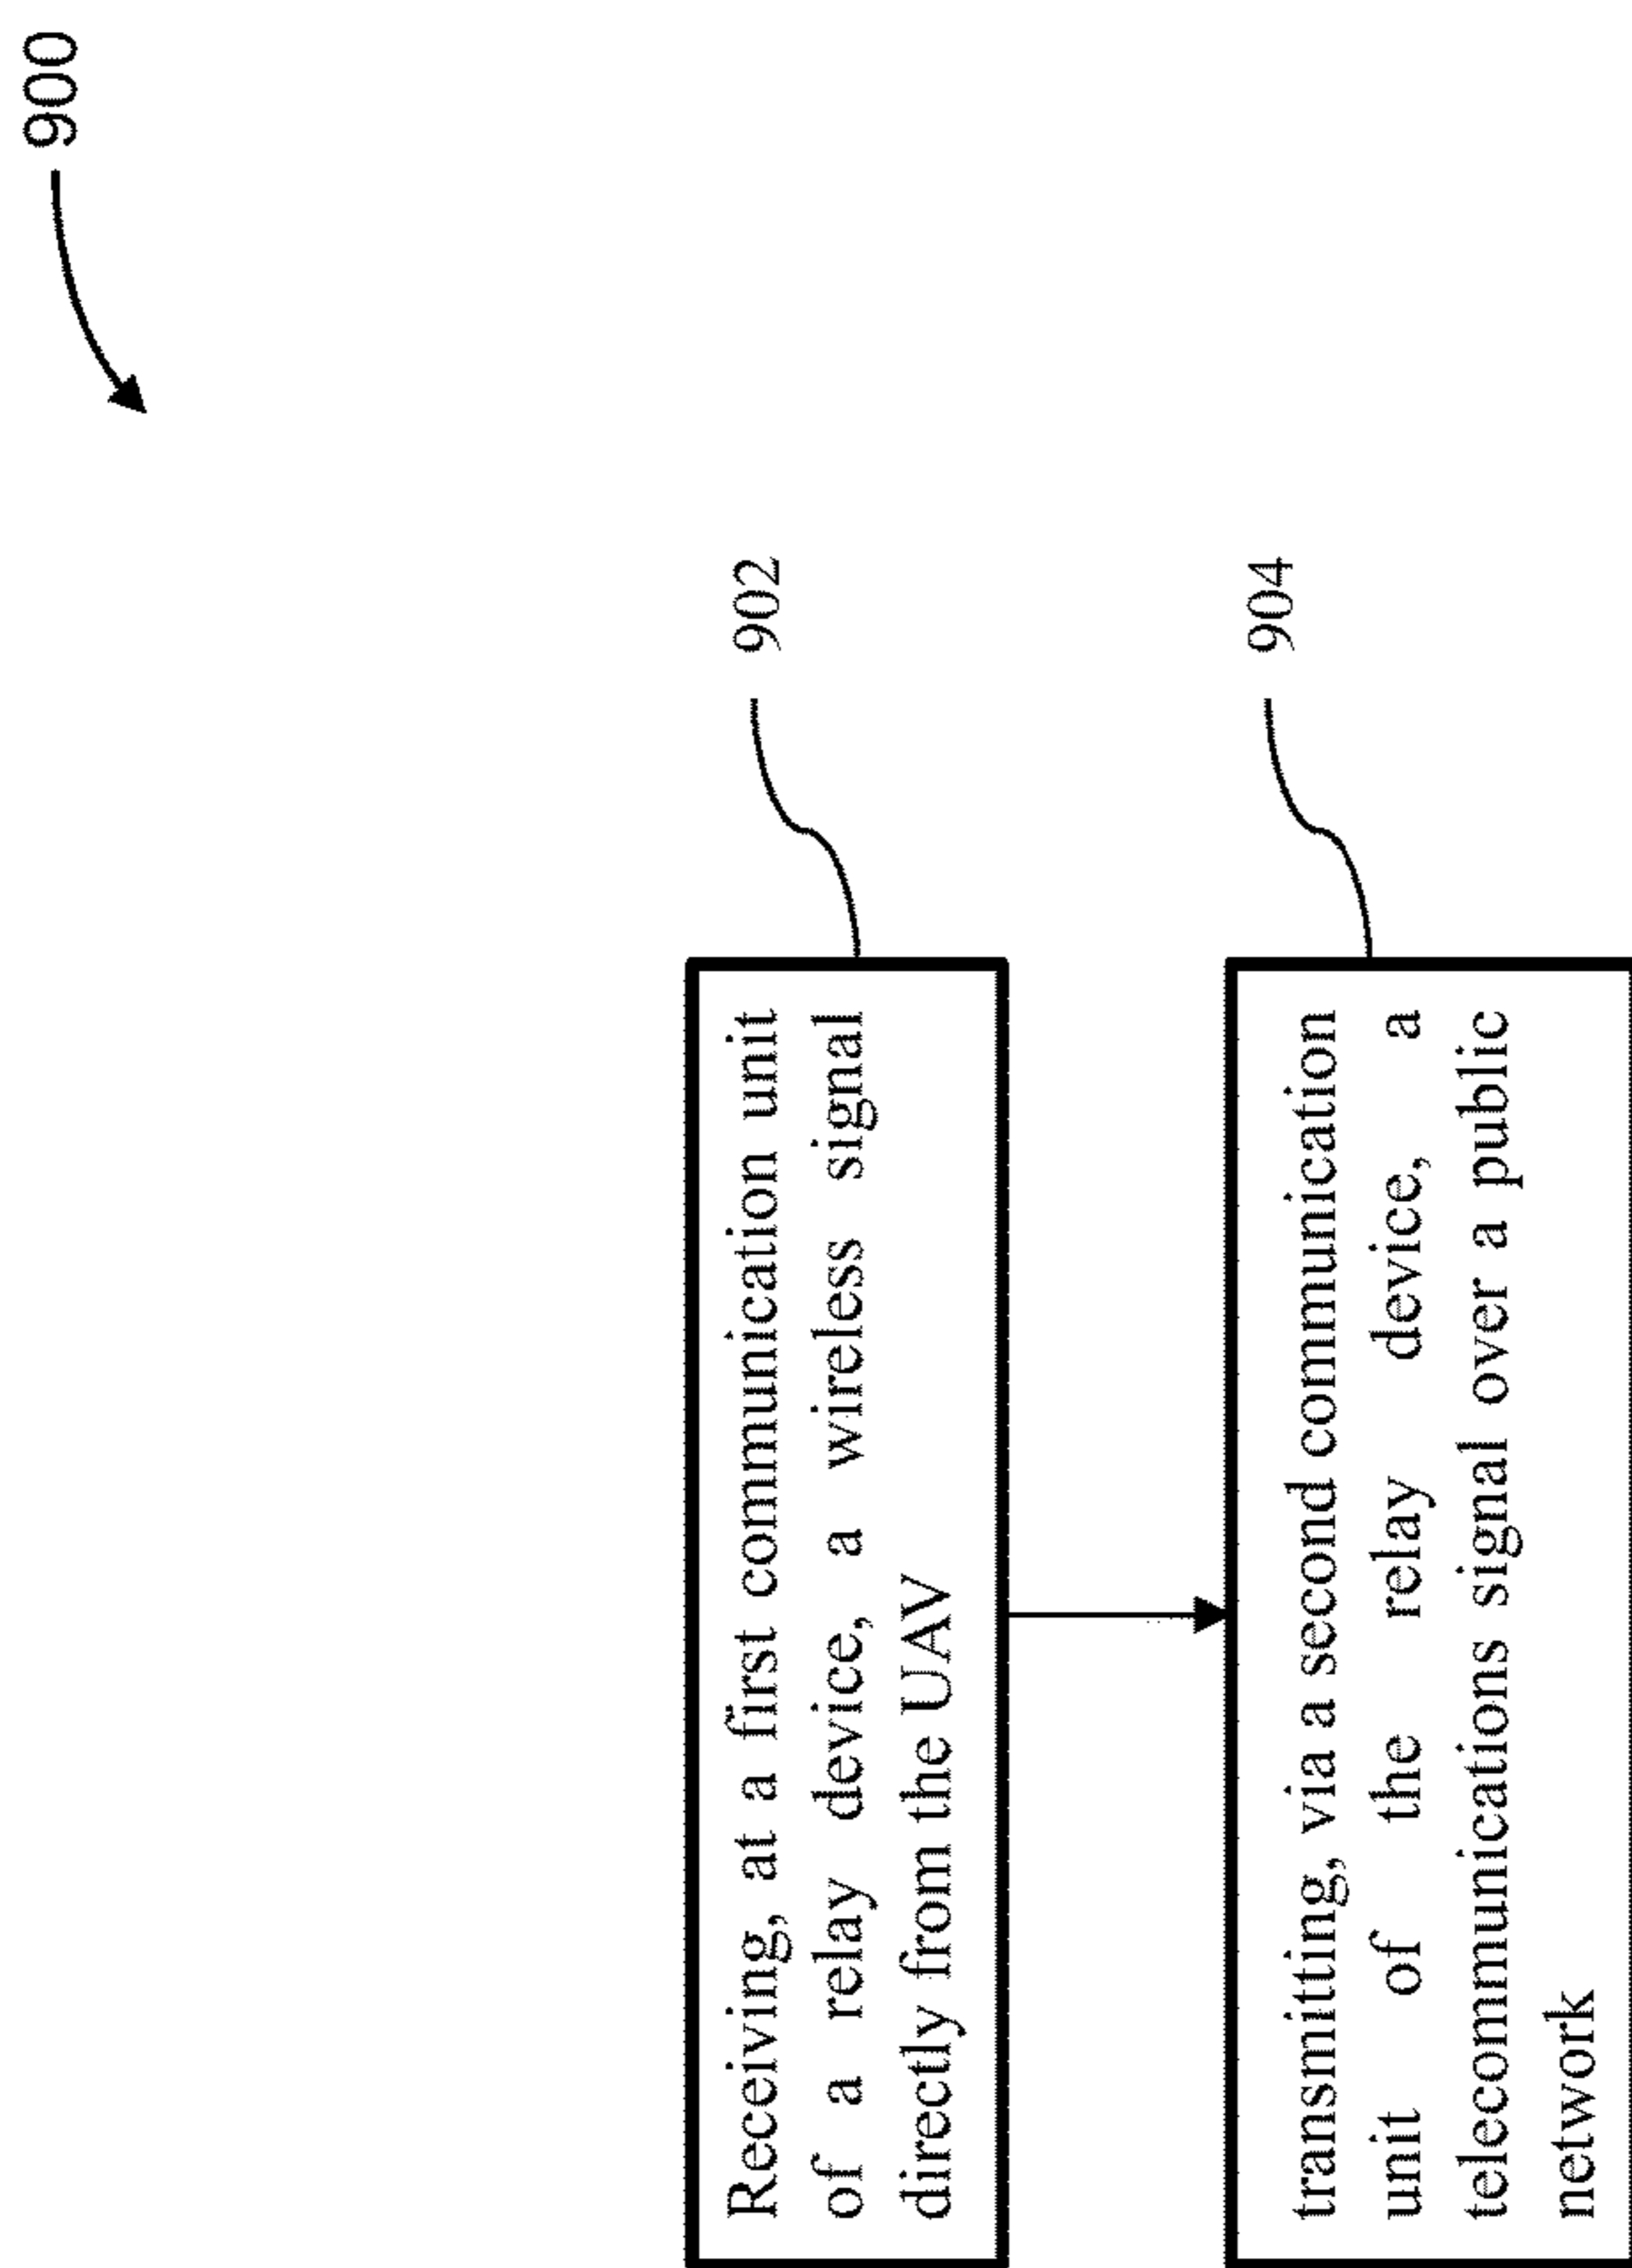 900
902
Receiving, at a first communication unit
of a relay device, a wireless signal
directly from the UAV
904
transmitting, via a second communication
unit of the relay device, a
telecommunications signal over a public
network